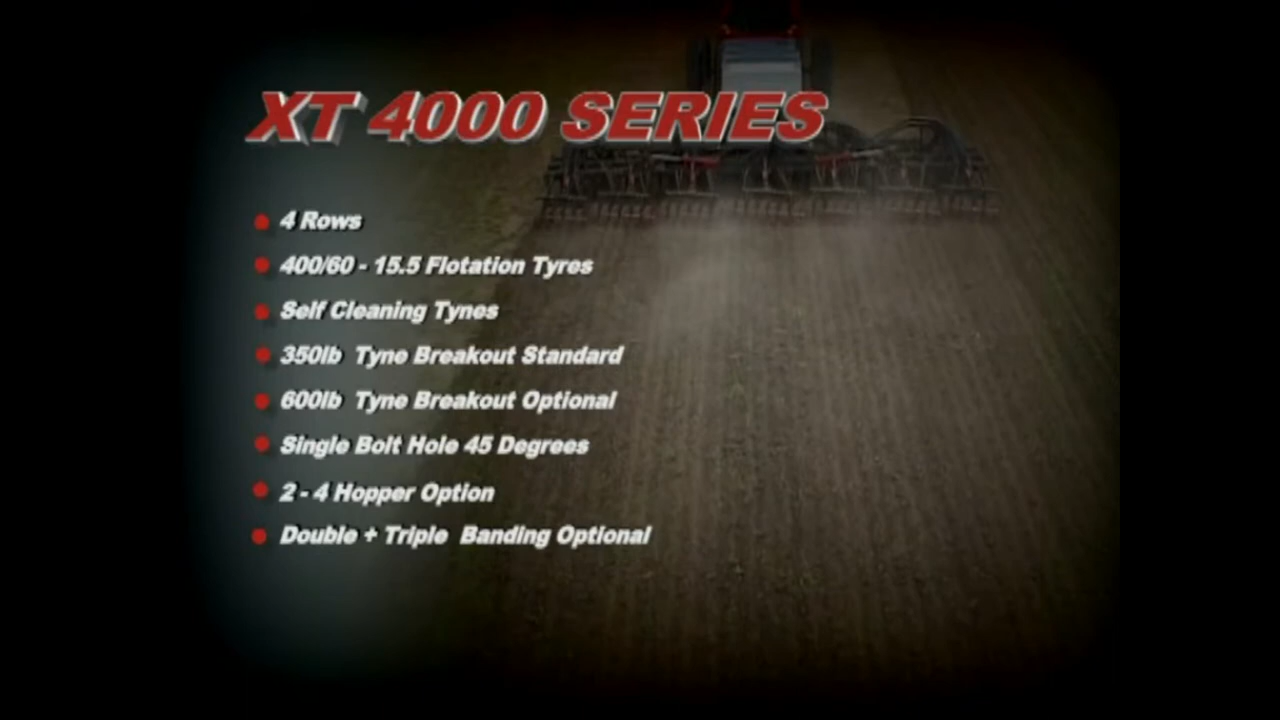 XT 4000 SERIES
4 Rows
400/60 - 15.5 Flotation Tyres
Self Cleaning Tynes
350lb Tyne Breakout Standard
600lb Tyne Breakout Optional
Single Bolt Hole 45 Degrees
2 - 4 Hopper Option
Double + Triple Banding Optional